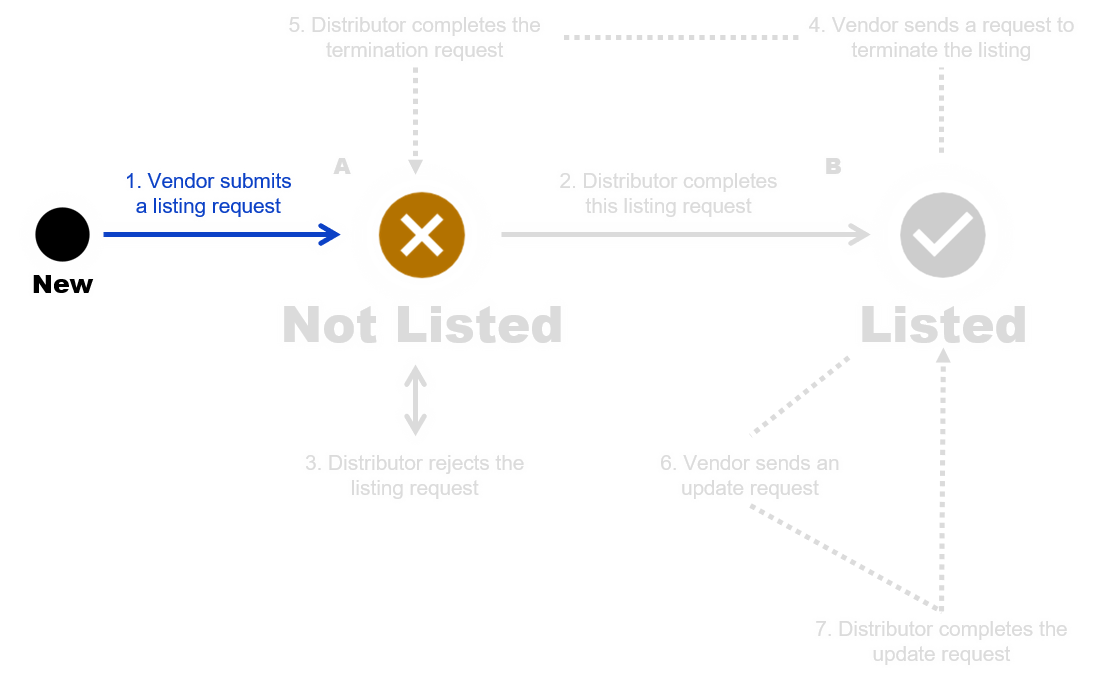 5. Distributor completes the
termination request
4. Vendor sends a request to
terminate the listing
A
B
1. Vendor submits
a listing request
2. Distributor completes
this listing request
New
Not Listed
Listed
3. Distributor rejects the
listing request
6. Vendor sends an
update request
7. Distributor completes the
update request